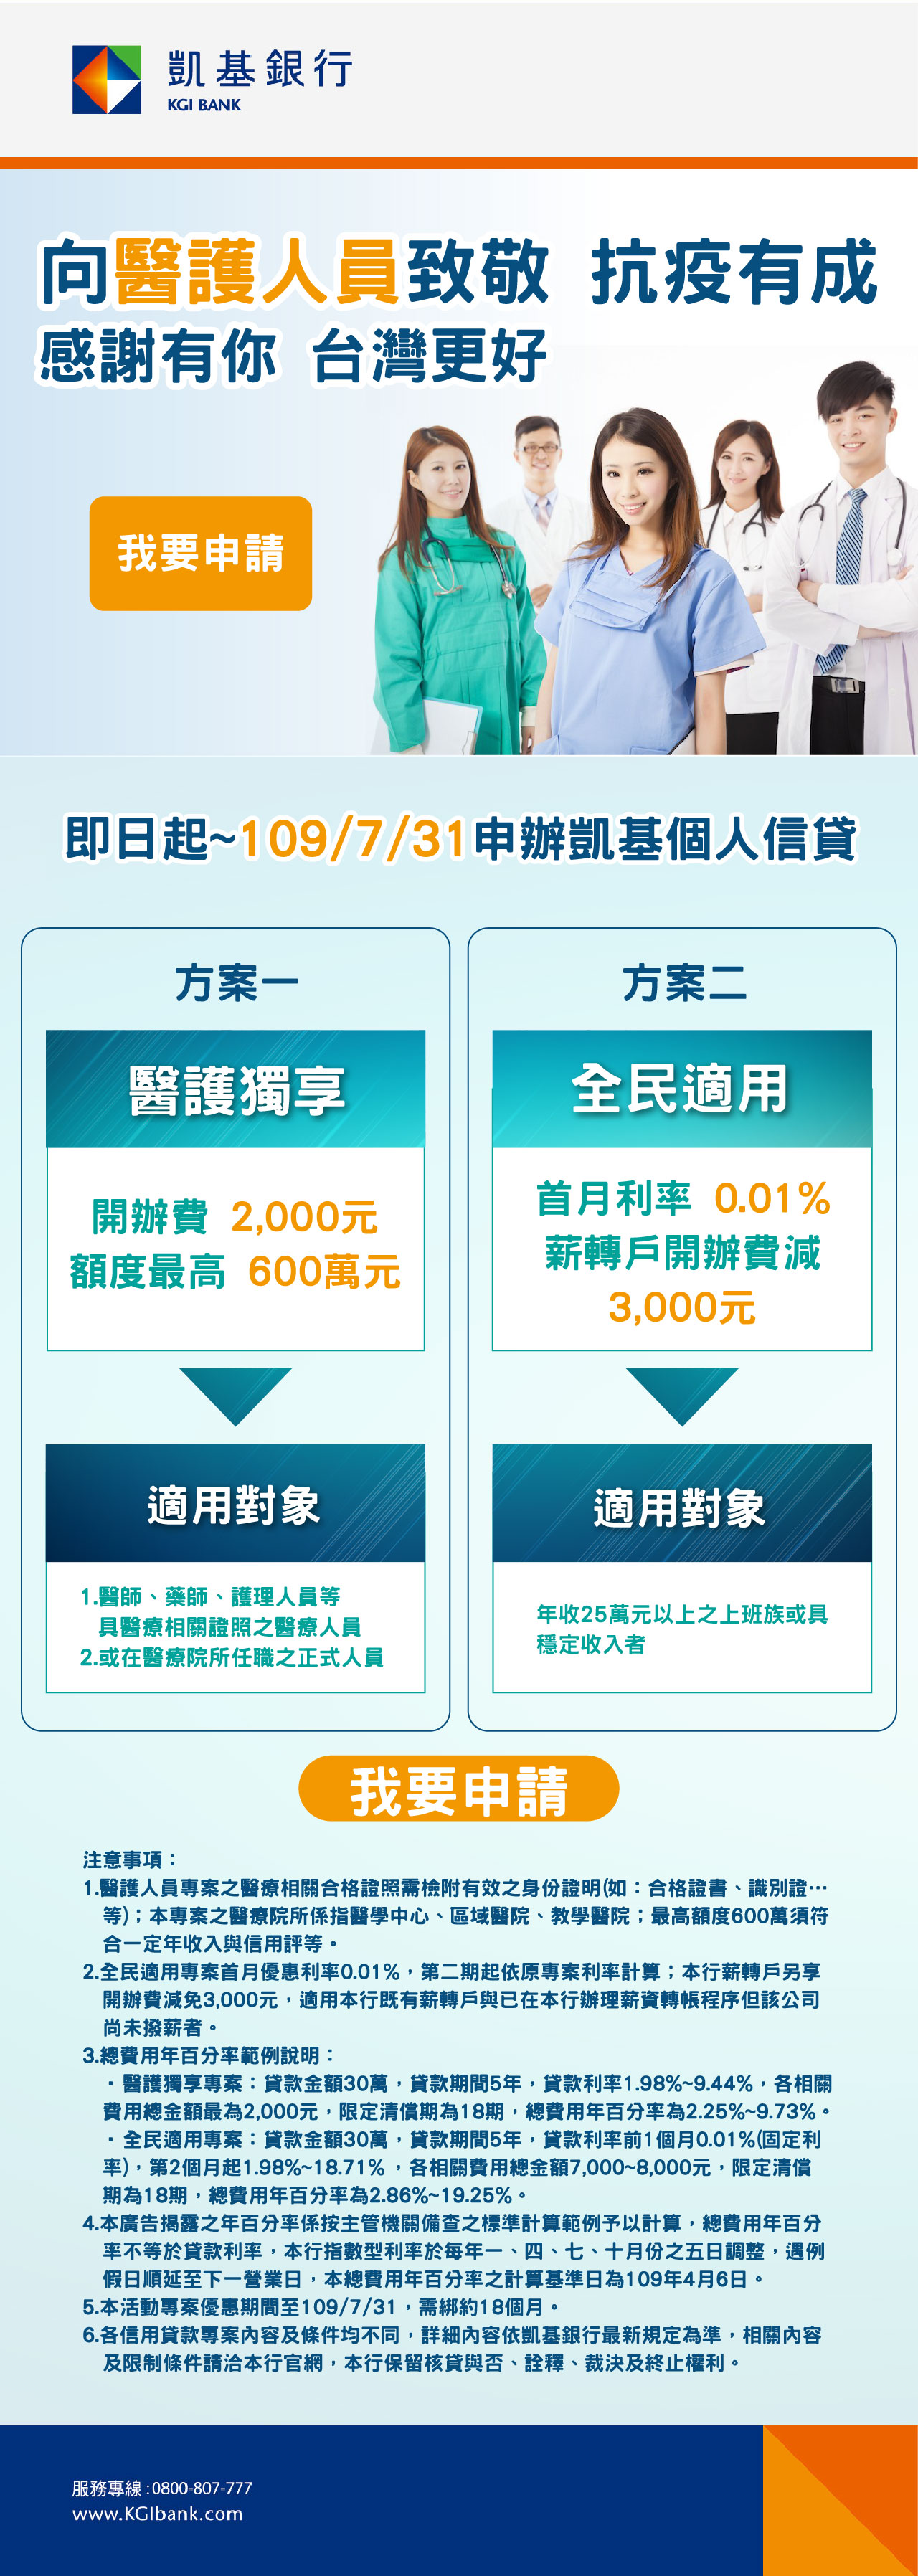 凱基銀行
KGI BANK
向醫護人員致敬 抗疫有成
感謝有你 台灣更好
我要申請
即日起~109/7/31申辦凱基個人信貸
方案一
醫護獨享
開辦費 2,000元
額度最高 600萬元
適用對象
1.醫師、藥師、護理人員等
具醫療相關證照之醫療人員
2.或在醫療院所任職之正式人員
方案二
全民適用
首月利率 0.01%
薪轉戶開辦費減
3,000元
適用對象
年收25萬元以上之上班族或具
穩定收入者
我要申請
注意事項：
1.醫護人員專案之醫療相關合格證照需檢附有效之身份證明(如：合格證書、識別證…
等)；本專案之醫療院所係指醫學中心、區域醫院、教學醫院；最高額度600萬須符
合一定年收入與信用評等。
2.全民適用專案首月優惠利率0.01%，第二期起依原專案利率計算；本行薪轉戶另享
開辦費減免3,000元，適用本行既有薪轉戶與已在本行辦理薪資轉帳程序但該公司
尚未撥薪者。
3.總費用年百分率範例說明：
・醫護獨享專案：貸款金額30萬，貸款期間5年，貸款利率1.98%~9.44%，各相關
費用總金額最為2,000元，限定清償期為18期，總費用年百分率為2.25%~9.73%。
・全民適用專案：貸款金額30萬，貸款期間5年，貸款利率前1個月0.01%(固定利
率)，第2個月起1.98%~18.71%，各相關費用總金額7,000~8,000元，限定清償
期為18期，總費用年百分率為2.86%~19.25%。
4.本廣告揭露之年百分率係按主管機關備查之標準計算範例予以計算，總費用年百分
率不等於貸款利率，本行指數型利率於每年一、四、七、十月份之五日調整，遇例
假日順延至下一營業日，本總費用年百分率之計算基準日為109年4月6日。
5.本活動專案優惠期間至109/7/31，需綁約18個月。
6.各信用貸款專案內容及條件均不同，詳細內容依凱基銀行最新規定為準，相關內容
及限制條件請洽本行官網，本行保留核貸與否、詮釋、裁決及終止權利。
服務專線:0800-807-777
www.KGIbank.com